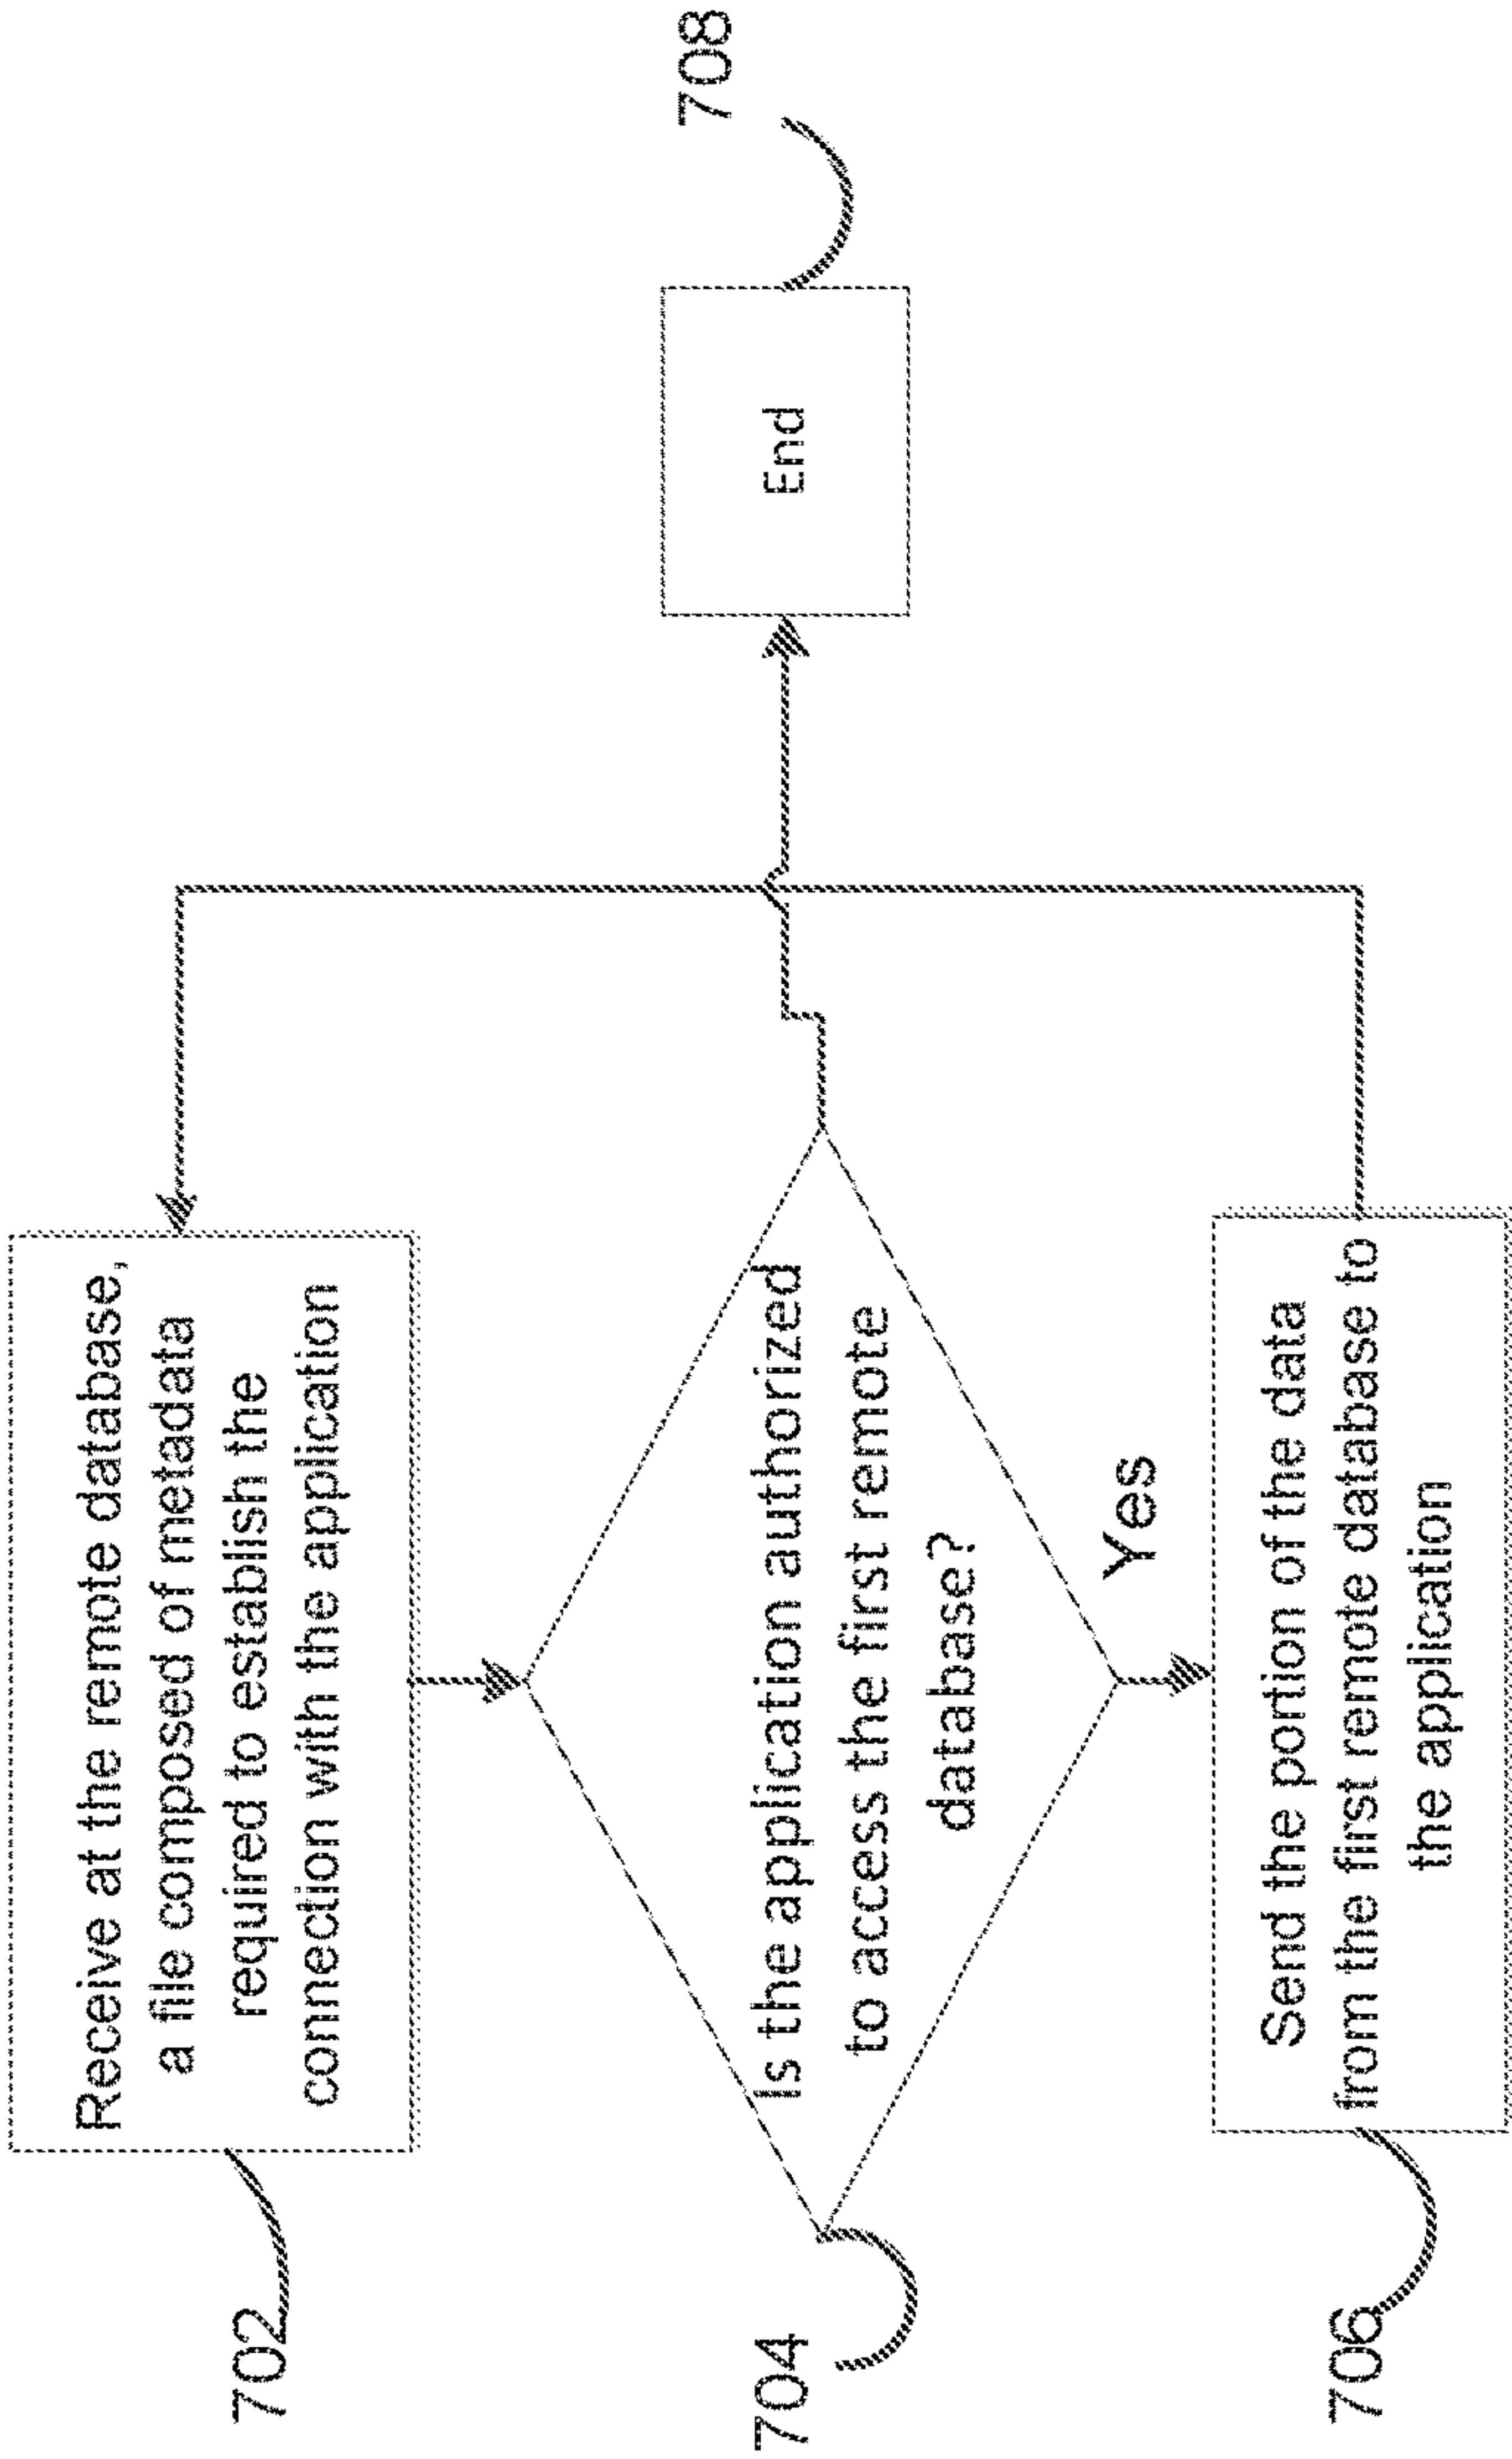 702
Receive at the remote database,
a file composed of metadata
required to establish the
connection with the application
704
Is the application authorized
to access the first remote
database?
Yes
706
Send the portion of the data
from the first remote database to
the application
End
708